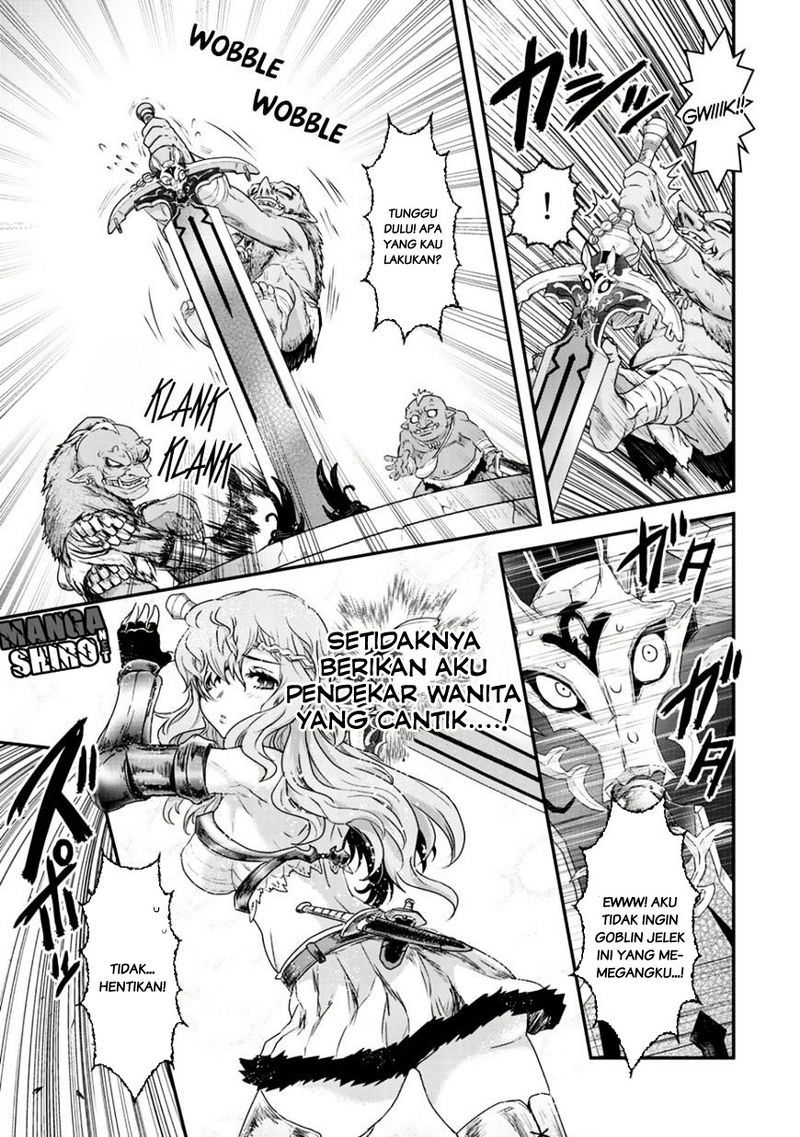 GWIIIK!!
ガシッ
!
WOBBLE
WOBBLE
TUNGGU
DULU! APA
YANG KAU
LAKUKAN?
KLANK
KLANK
ガタ
ガタ
EWWW! AKU
TIDAK INGIN
GOBLIN JELEK
INI YANG ME-
MEGANGKU...!
SETIDAKNYA
BERIKAN AKU
PENDEKAR WANITA
YANG CANTIK....!
MANGA
SHIRO
NET
ズポォ
TIDAK...
HENTIKAN!